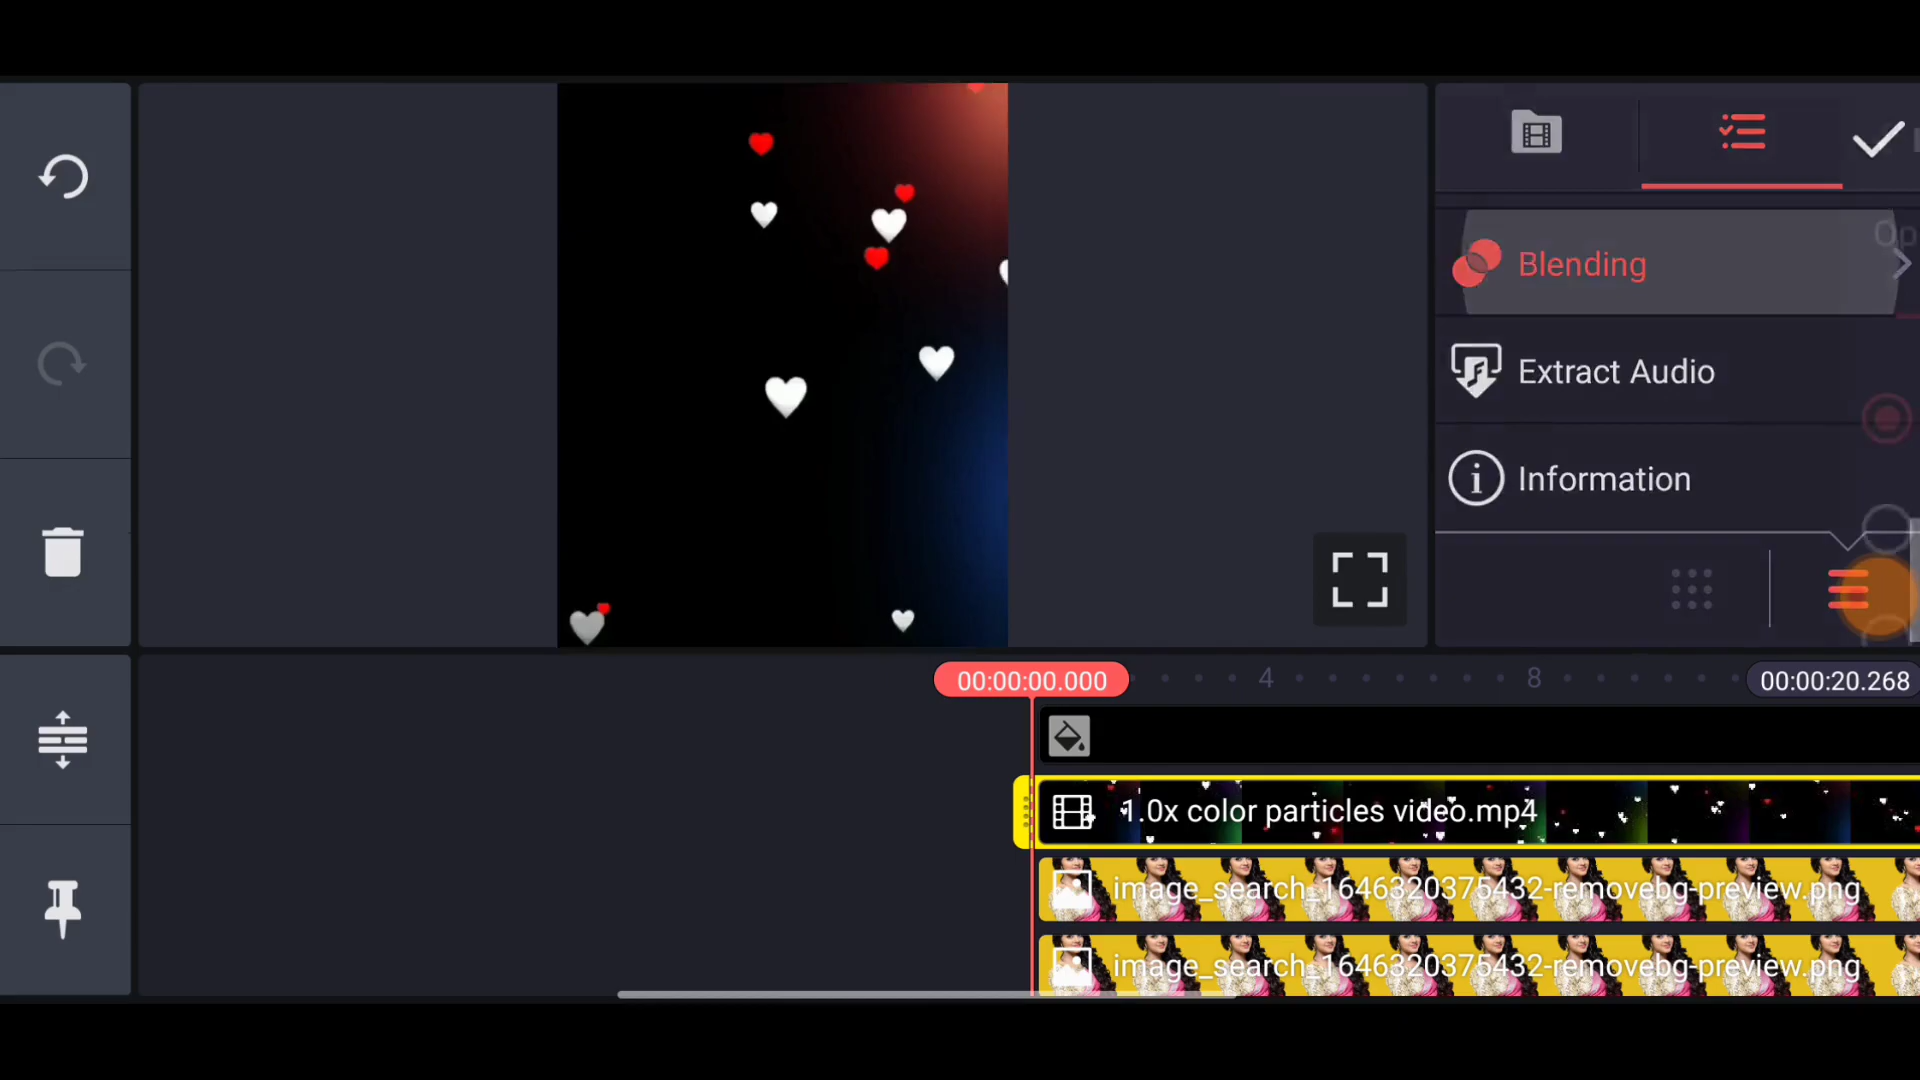 Op
Blending
Extract Audio
Information
00:00:00.000
4
8
00:00:20.268
1.0x color particles video.mp4
image_search_1646320375432-removebg-preview.png
image_search_1646320375432-removebg-preview.png